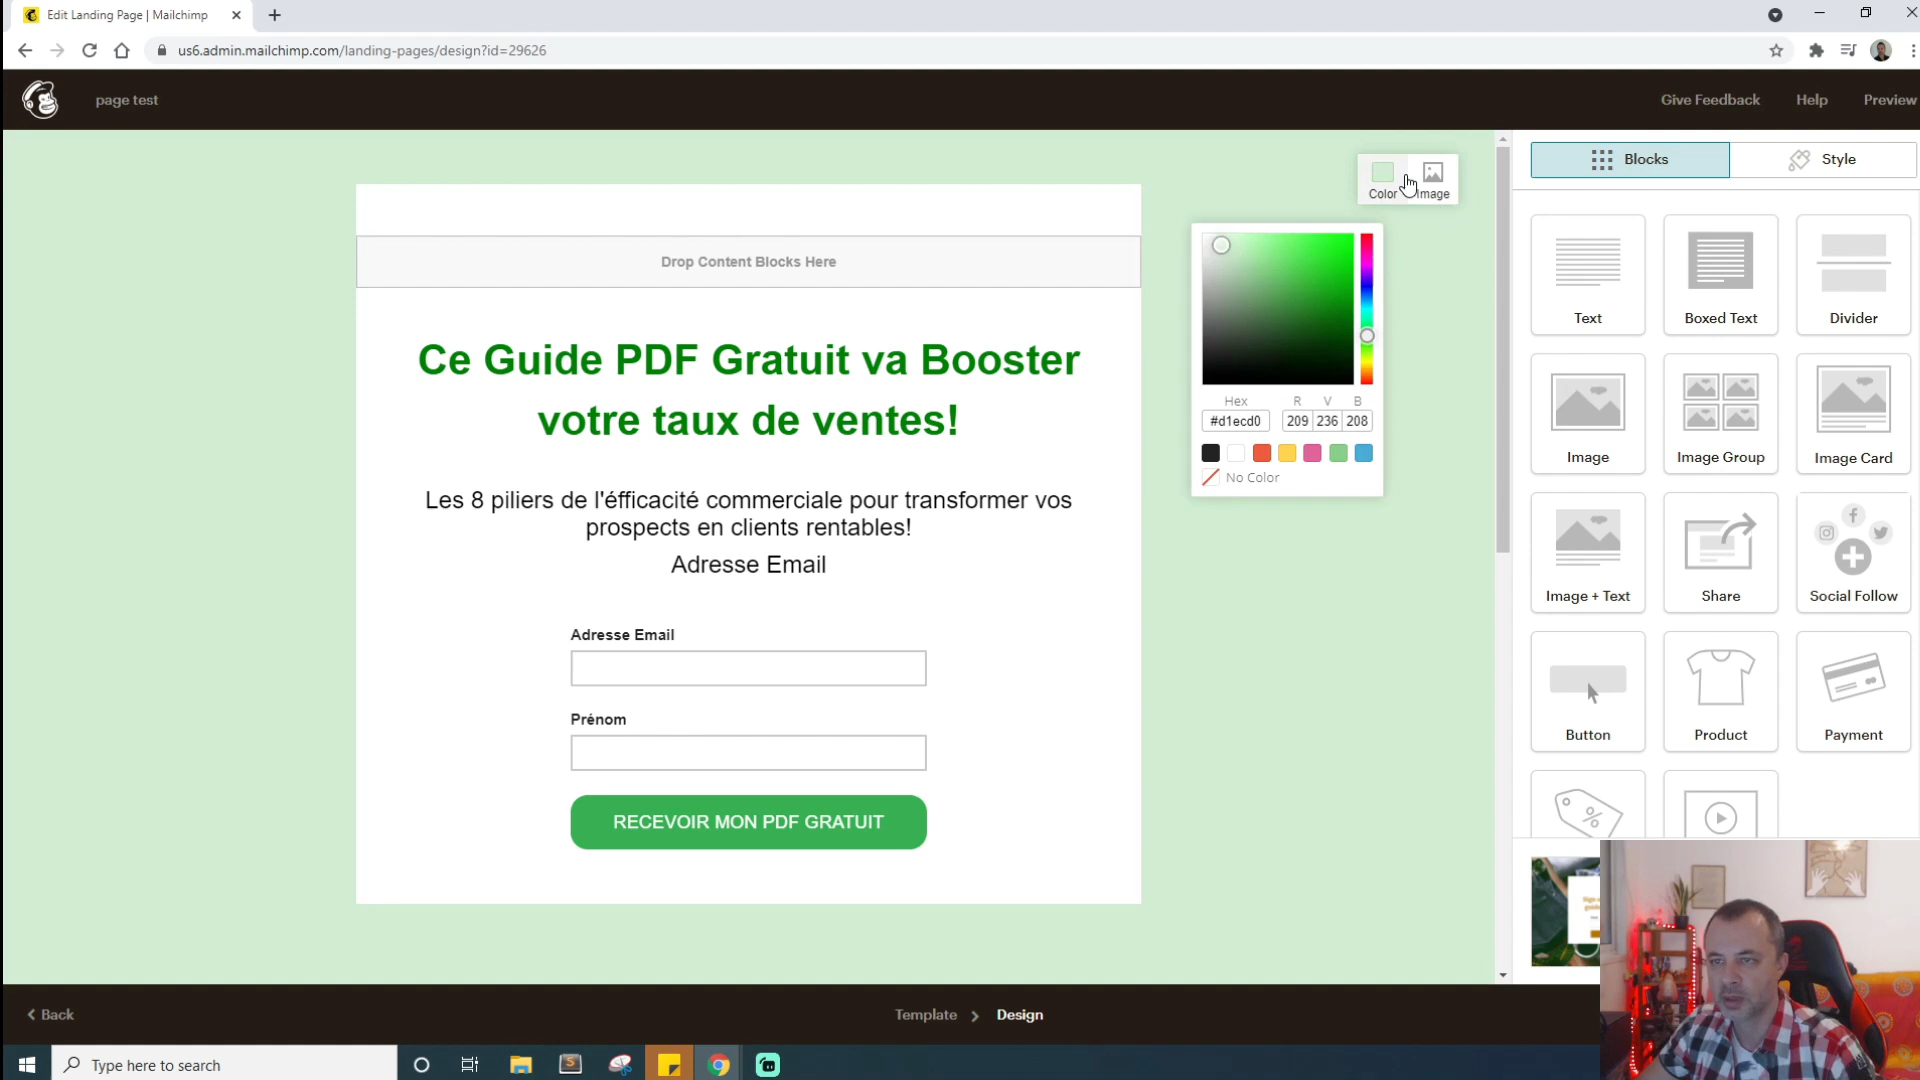 Edit Landing Page | Mailchimp
us6.admin.mailchimp.com/landing-pages/design?id=29626
page test
Give Feedback
Help
Preview
Color
Image
Blocks
Style
Drop Content Blocks Here
Ce Guide PDF Gratuit va Booster
votre taux de ventes!
Les 8 piliers de l'éfficacité commerciale pour transformer vos
prospects en clients rentables!
Adresse Email
Adresse Email
Prénom
RECEVOIR MON PDF GRATUIT
Hex R V B
#d1ecd0 209 236 208
No Color
Text
Boxed Text
Divider
Image
Image Group
Image Card
Image + Text
Share
Social Follow
Button
Product
Payment
Back
Template
Design
Type here to search